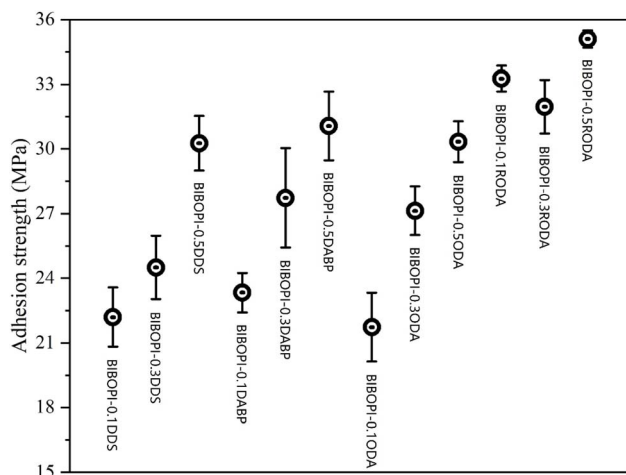 36
33
30
27
24
21
18
15
Adhesion strength (MPa)
BIBOPI-0.1DDS
BIBOPI-0.3DDS
BIBOPI-0.5DDS
BIBOPI-0.1DABP
BIBOPI-0.3DABP
BIBOPI-0.5DABP
BIBOPI-0.1ODA
BIBOPI-0.3ODA
BIBOPI-0.5ODA
BIBOPI-0.1RODA
BIBOPI-0.3RODA
BIBOPI-0.5RODA